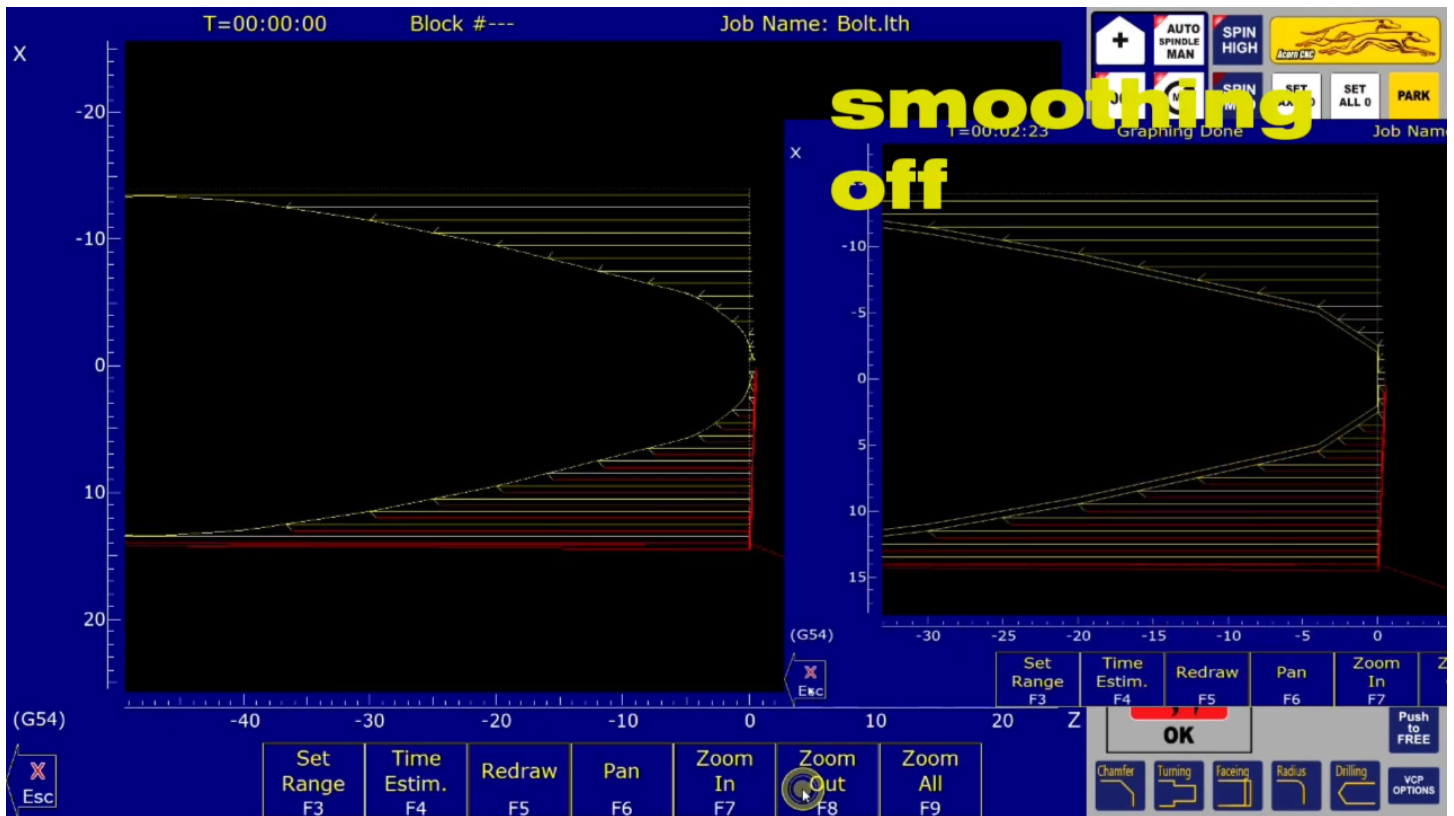 T=00:00:00 Block #--- Job Name: Bolt.lth
X
-20
-10
0
10
20
(G54) -40 -30 -20 -10 0 10 20 Z
X
Esc
Set Range F3
Time Estim. F4
Redraw F5
Pan F6
Zoom In F7
Zoom Out F8
Zoom All F9
+
AUTO
SPINDLE
MAN
SPIN
HIGH
Acorn CNC
SPIN
SET
SET
ALL 0
PARK
smoothing
off
T=00:02:23 Graphing Done Job Name
X
-10
-5
0
5
10
15
(G54) -30 -25 -20 -15 -10 -5 0
X
Esc
Set Range F3
Time Estim. F4
Redraw F5
Pan F6
Zoom In F7
OK
Push
to
FREE
Chamfer
Turning
Faceing
Radius
Drilling
VCP
OPTIONS